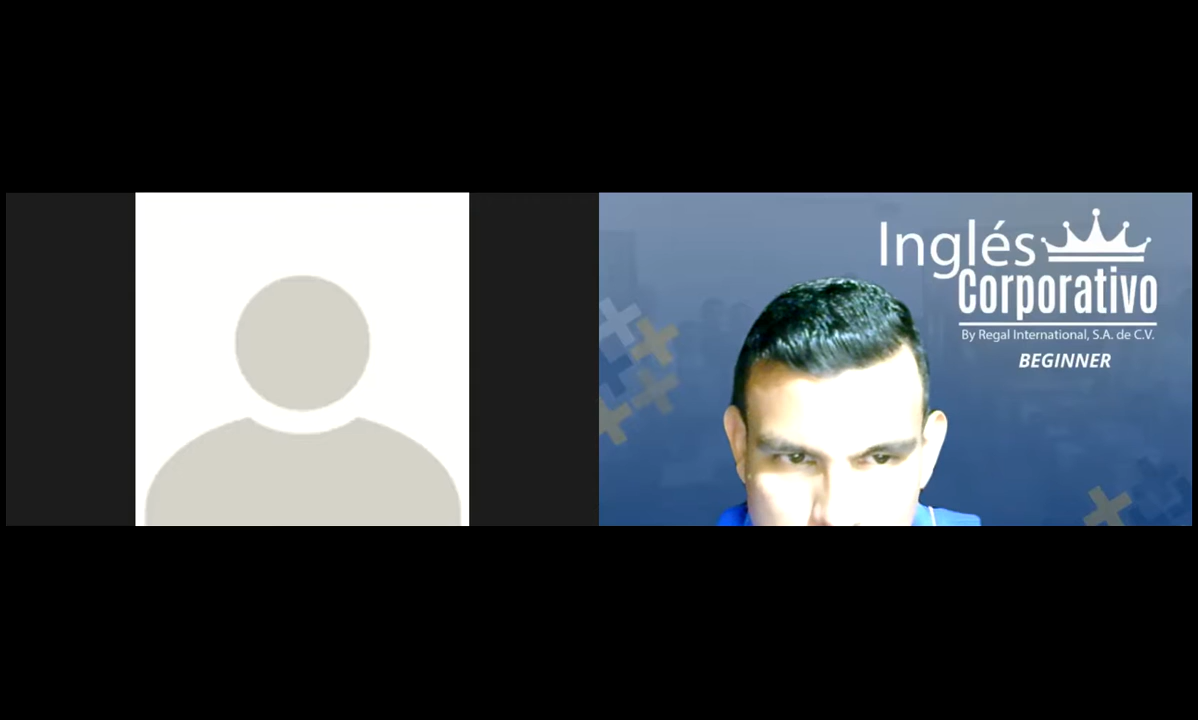 Inglés
Corporativo
By Regal International, S.A. de C.V.
BEGINNER